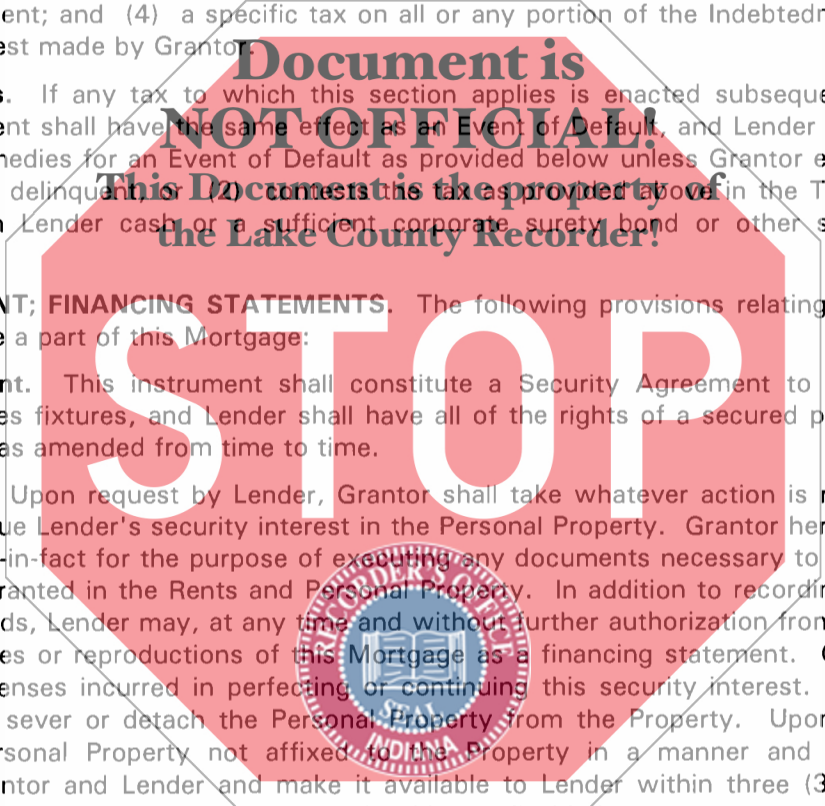 ent; and (4) a specific tax on all or any portion of the Indebtedn
est made by Grantor.
Document is
s. If any tax to which this section applies is enacted subseque
NOT OFFICIAL!
ent shall have the same effect as an Event of Default, and Lender
nedies for an Event of Default as provided below unless Grantor e
This Document is the property of
delinquent, or (2) contests the tax as provided above in the T
Lender cash or a sufficient corporate surety bond or other s
the Lake County Recorder!
NT; FINANCING STATEMENTS. The following provisions relating
e a part of this Mortgage:
STOP
nt. This instrument shall constitute a Security Agreement to
es fixtures, and Lender shall have all of the rights of a secured p
as amended from time to time.
Upon request by Lender, Grantor shall take whatever action is r
ue Lender's security interest in the Personal Property. Grantor her
-in-fact for the purpose of executing any documents necessary to
ranted in the Rents and Personal Property. In addition to recordin
RECORDER'S OFFICE
ds, Lender may, at any time and without further authorization from
es or reproductions of this Mortgage as a financing statement.
enses incurred in perfecting or continuing this security interest.
SEAL
sever or detach the Personal Property from the Property. Upon
INDIANA
rsonal Property not affixed to the Property in a manner and
ntor and Lender and make it available to Lender within three (3